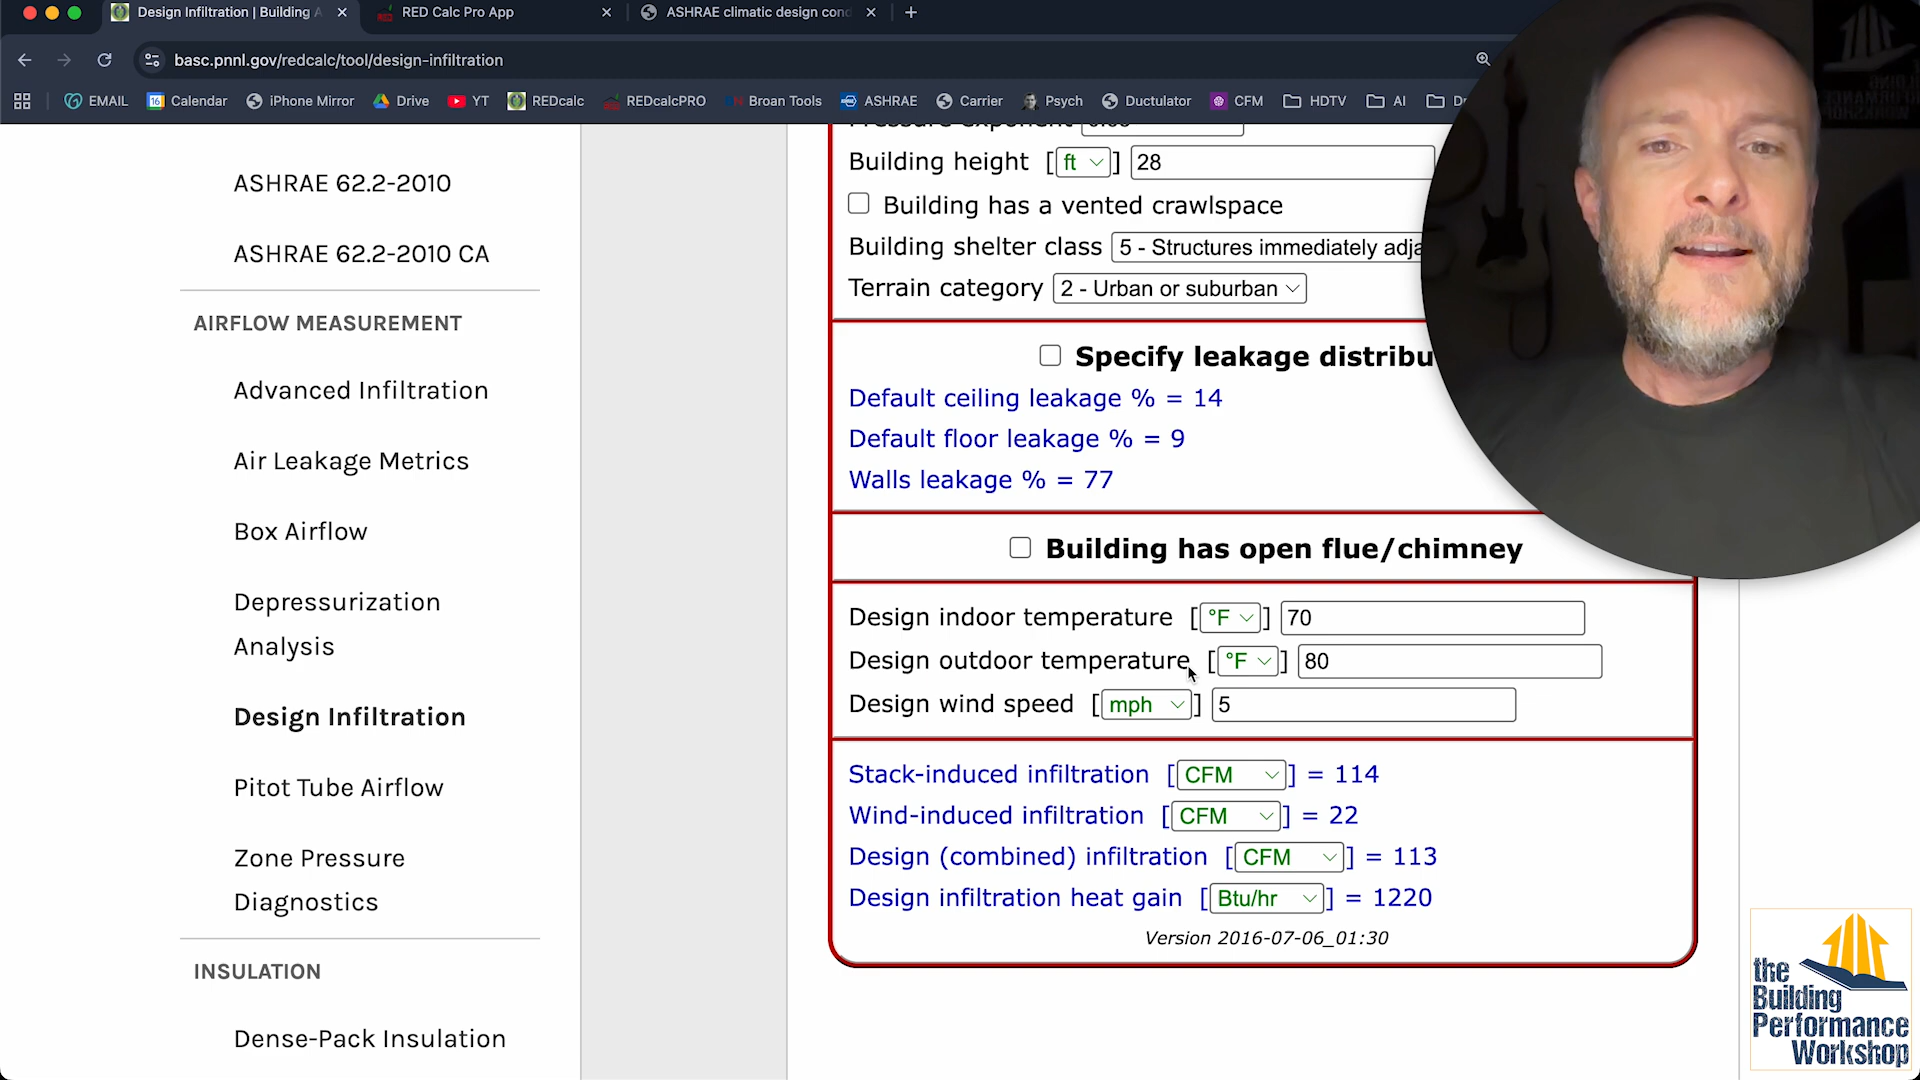 Design Infiltration | Building A
RED Calc Pro App
ASHRAE climatic design cond
basc.pnnl.gov/redcalc/tool/design-infiltration
EMAIL
16 Calendar
iPhone Mirror
Drive
YT
REDcalc
REDcalcPRO
Broan Tools
ASHRAE
Carrier
Psych
Ductulator
CFM
HDTV
AI
ASHRAE 62.2-2010
ASHRAE 62.2-2010 CA
AIRFLOW MEASUREMENT
Advanced Infiltration
Air Leakage Metrics
Box Airflow
Depressurization
Analysis
Design Infiltration
Pitot Tube Airflow
Zone Pressure
Diagnostics
INSULATION
Dense-Pack Insulation
Pressure exponent
Building height [ft] 28
Building has a vented crawlspace
Building shelter class 5 - Structures immediately adja
Terrain category 2 - Urban or suburban
Specify leakage distribu
Default ceiling leakage % = 14
Default floor leakage % = 9
Walls leakage % = 77
Building has open flue/chimney
Design indoor temperature [°F] 70
Design outdoor temperature [°F] 80
Design wind speed [mph] 5
Stack-induced infiltration [CFM] = 114
Wind-induced infiltration [CFM] = 22
Design (combined) infiltration [CFM] = 113
Design infiltration heat gain [Btu/hr] = 1220
Version 2016-07-06_01:30
the
Building
Performance
Workshop